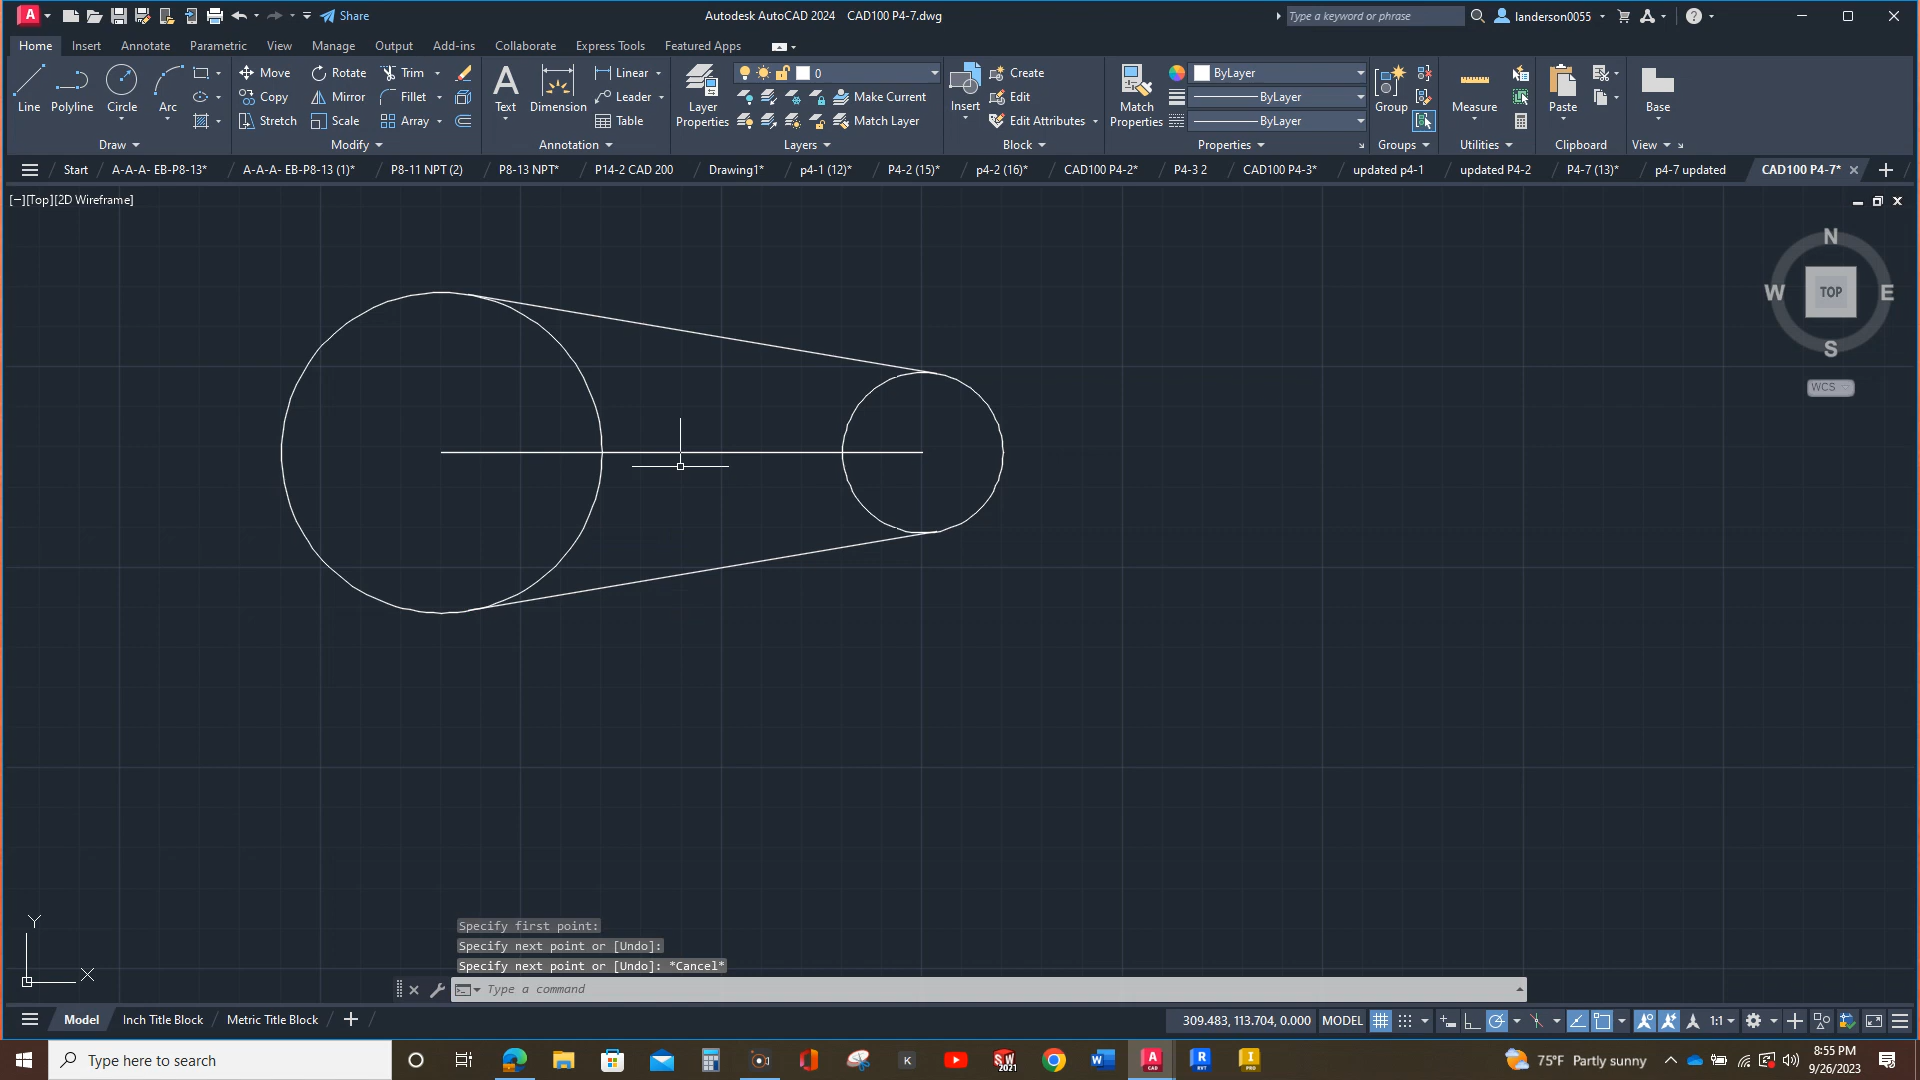 Share
Autodesk AutoCAD 2024 CAD100 P4-7.dwg
Type a keyword or phrase
landerson0055
Home Insert Annotate Parametric View Manage Output Add-ins Collaborate Express Tools Featured Apps
Line
Polyline
Circle
Arc
Draw
Move Rotate Trim
Copy Mirror Fillet
Stretch Scale Array
Modify
Text
Dimension
Linear
Leader
Table
Annotation
Layer
Properties
0
Make Current
Match Layer
Layers
Insert
Create
Edit
Edit Attributes
Block
Match
Properties
ByLayer
ByLayer
ByLayer
Properties
Group
Groups
Measure
Utilities
Paste
Clipboard
Base
View
Start A-A-A- EB-P8-13* A-A-A- EB-P8-13 (1)* P8-11 NPT (2) P8-13 NPT* P14-2 CAD 200 Drawing1* p4-1 (12)* P4-2 (15)* p4-2 (16)* CAD100 P4-2* P4-3 2 CAD100 P4-3* updated p4-1 updated P4-2 P4-7 (13)* p4-7 updated CAD100 P4-7*
[−][Top][2D Wireframe]
N
W TOP E
S
WCS
Y
X
Specify first point:
Specify next point or [Undo]:
Specify next point or [Undo]: *Cancel*
Type a command
Model Inch Title Block Metric Title Block
309.483, 113.704, 0.000 MODEL 1:1
Type here to search
K
SW
2021
A
CAD
R
RVT
I
PRO
75°F Partly sunny
8:55 PM
9/26/2023